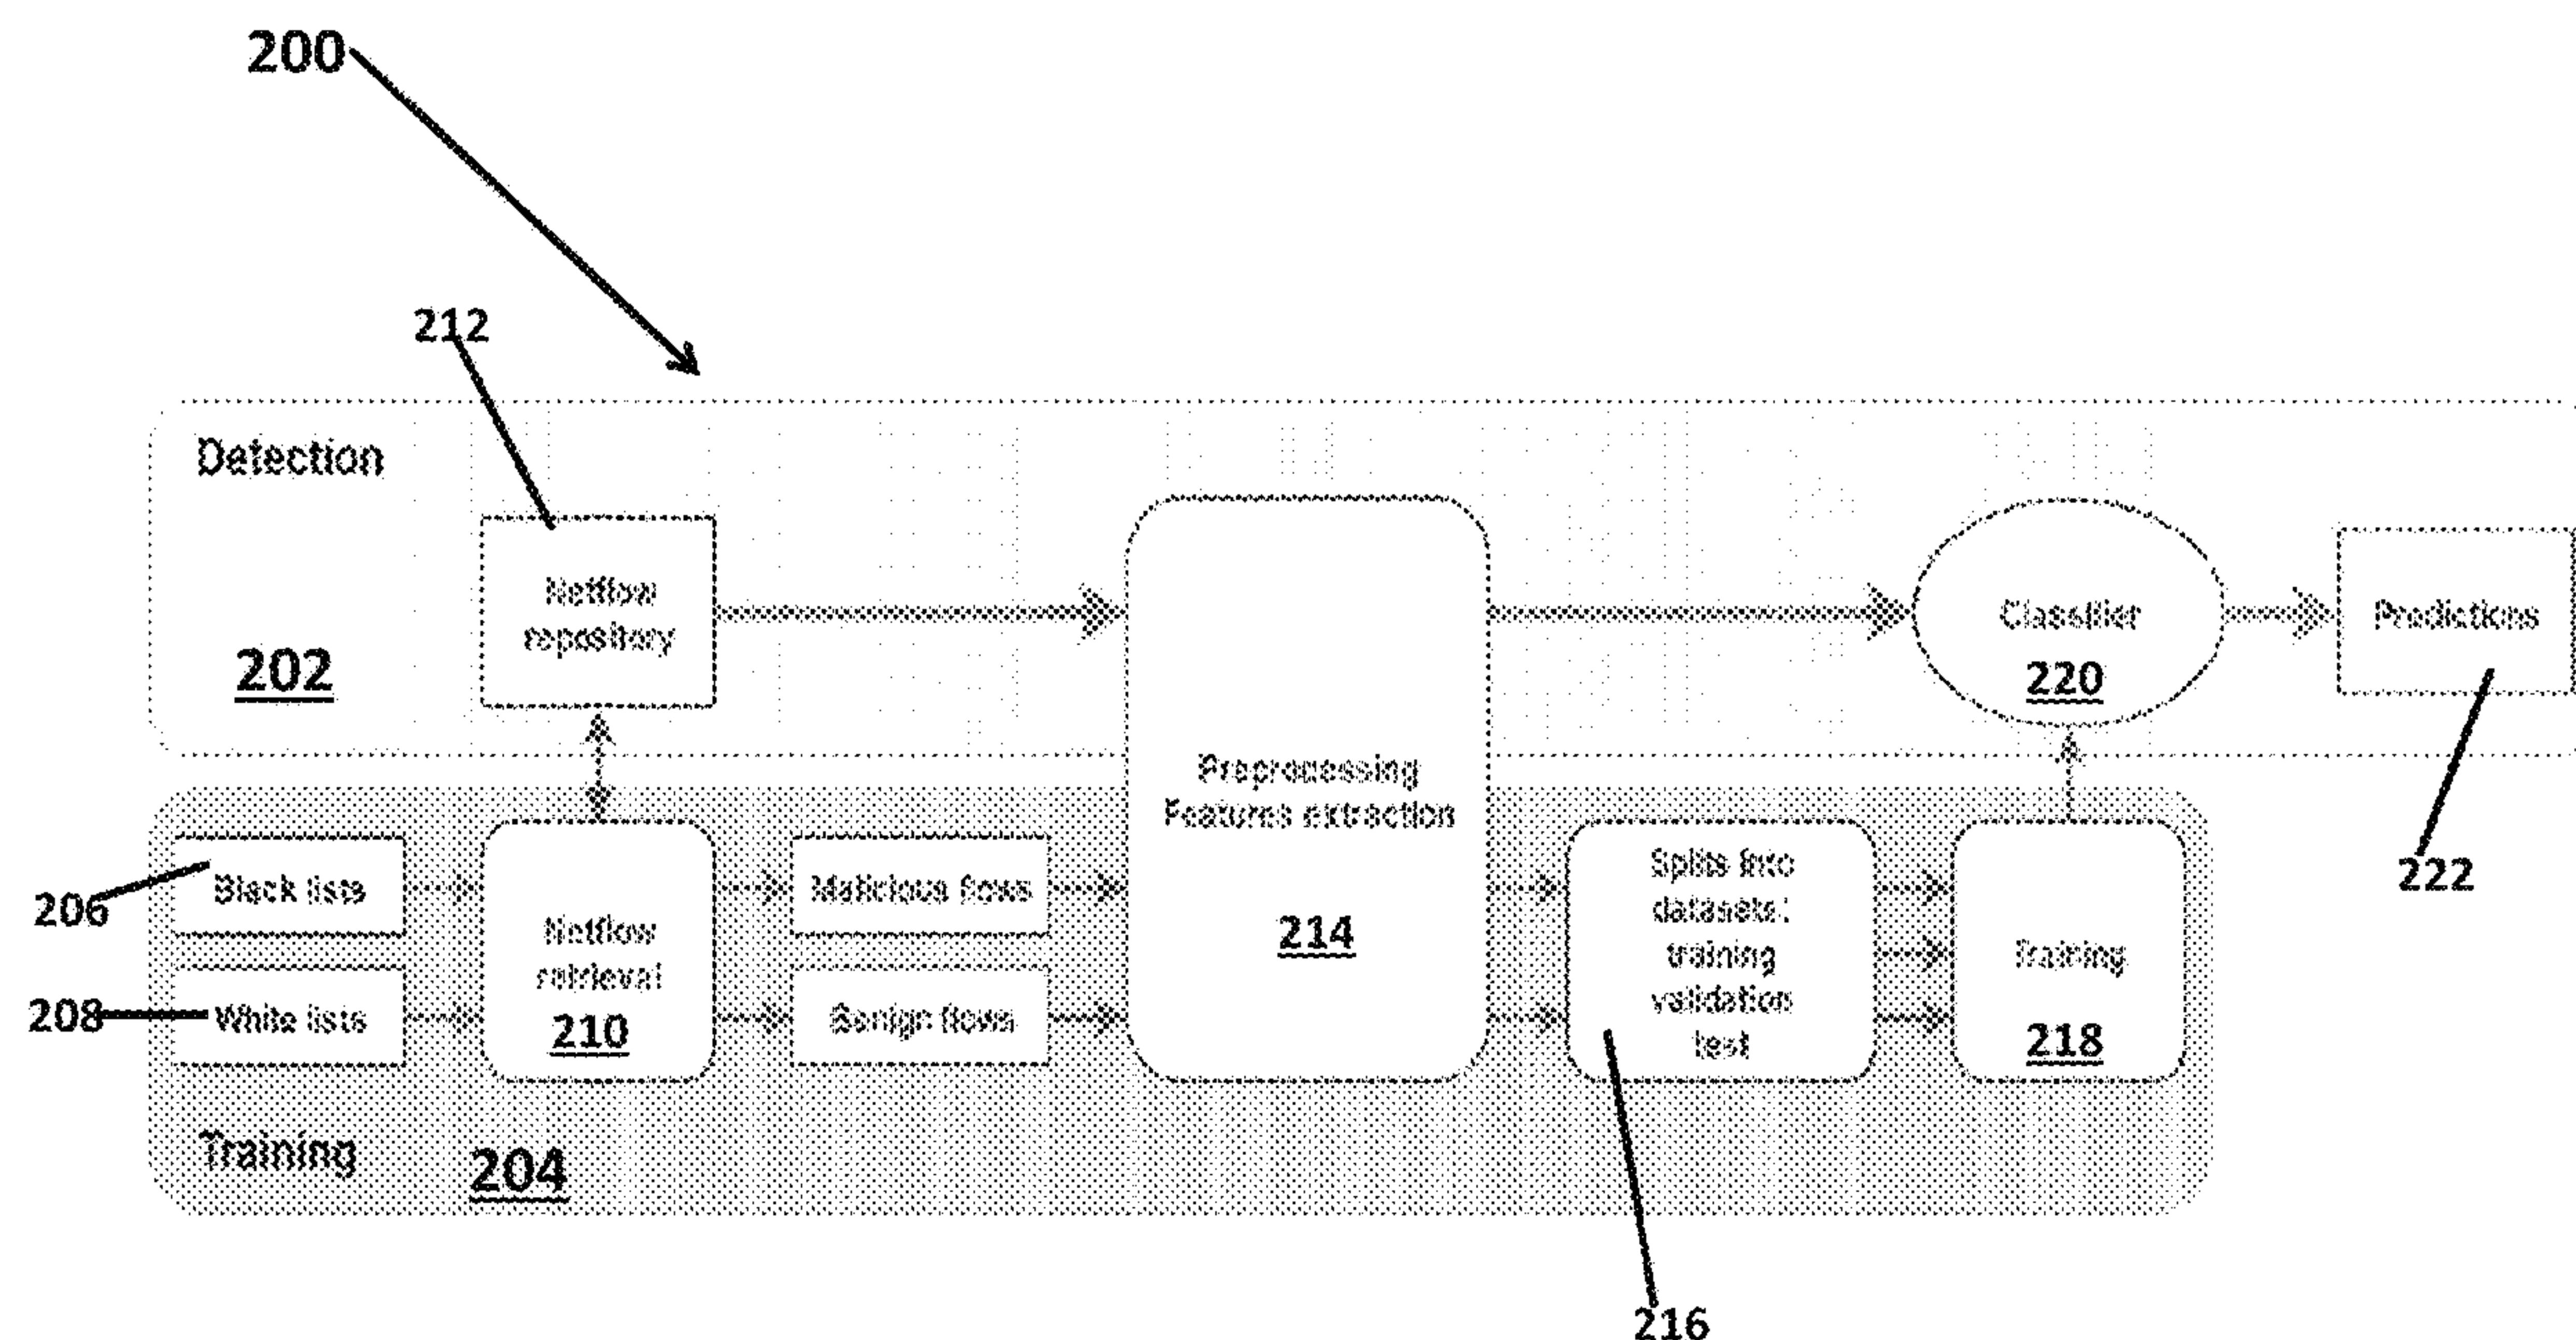 200
212
Detection
202
Netflow
repository
Classifier
220
Predictions
222
Preprocessing
Features extraction
214
206
Black lists
208
White lists
Netflow
retrieval
210
Malicious flows
Benign flows
Splits into
datasets:
training
validation
test
216
Training
218
Training
204